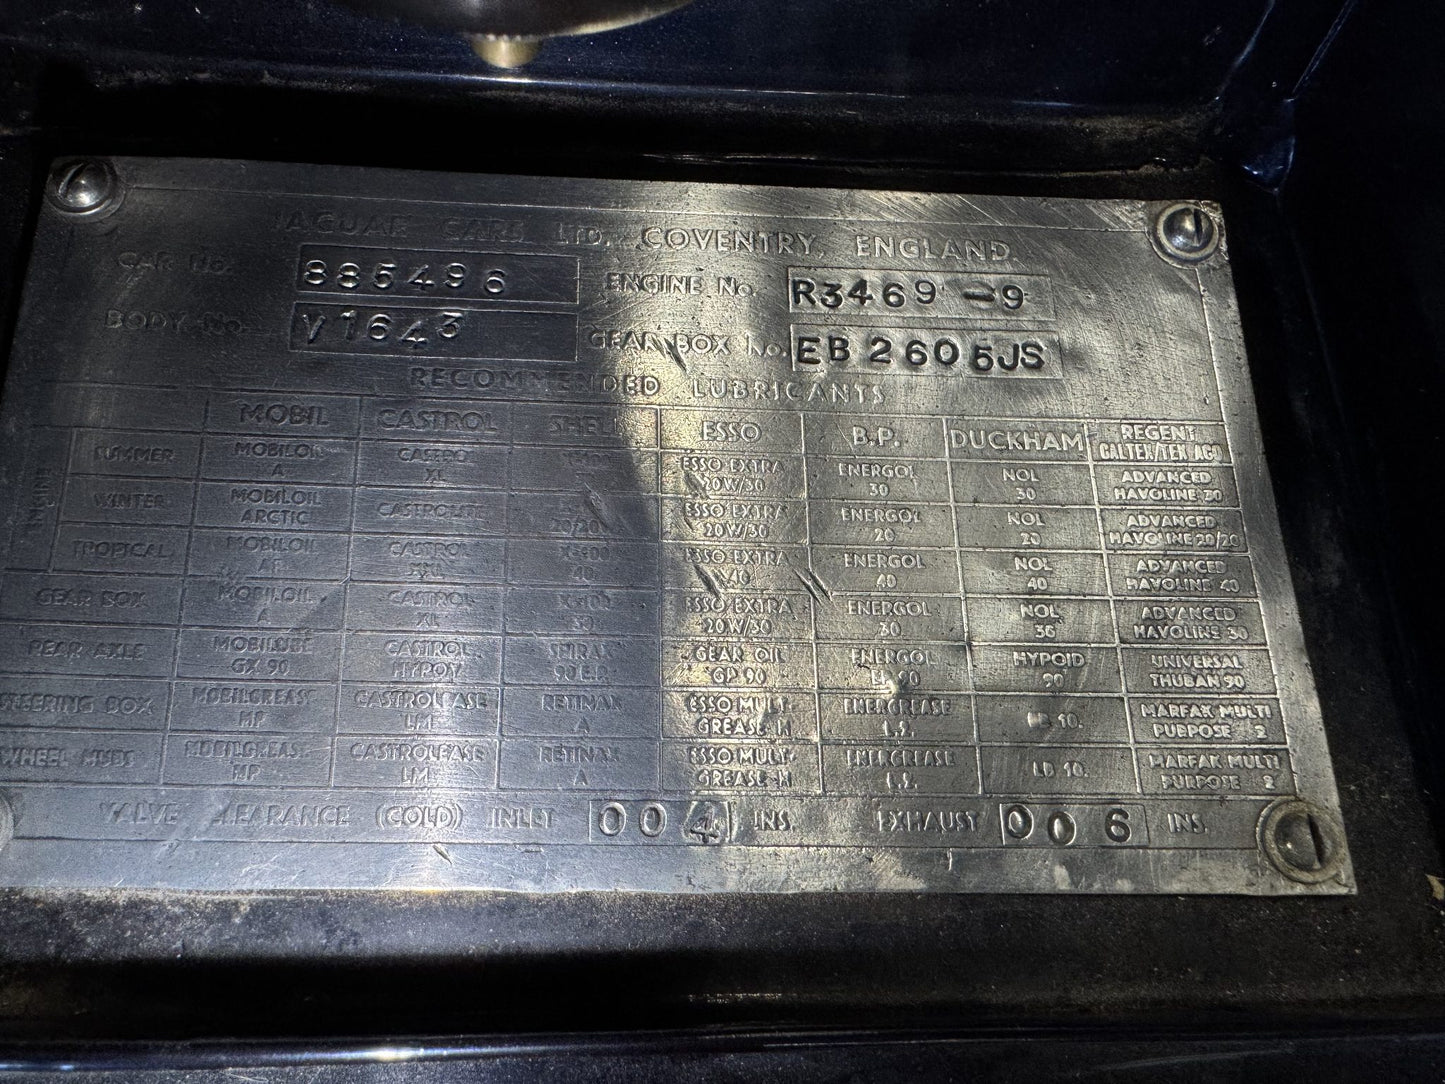 JAGUAR CARS LTD., COVENTRY, ENGLAND.
CAR No. 885496 ENGINE No. R3469-9
BODY No. V1643 GEAR BOX No. EB2605JS
RECOMMENDED LUBRICANTS
MOBIL CASTROL SHELL ESSO B.P. DUCKHAM REGENT CALTEX/TEXACO
ENGINE
SUMMER MOBILOIL A CASTROL XL ESSO EXTRA 20W/30 ENERGOL 30 NOL 30 ADVANCED HAVOLINE 30
WINTER MOBILOIL ARCTIC CASTROLITE 20/20 ESSO EXTRA 20W/30 ENERGOL 20 NOL 20 ADVANCED HAVOLINE 20/20
TROPICAL MOBILOIL AF CASTROL XXL X-100 40 ESSO EXTRA 40 ENERGOL 40 NOL 40 ADVANCED HAVOLINE 40
GEAR BOX MOBILOIL A CASTROL XL X-100 30 ESSO EXTRA 20W/30 ENERGOL 30 NOL 30 ADVANCED HAVOLINE 30
REAR AXLE MOBILUBE GX 90 CASTROL HYPOY SPIRAX 90 E.P. GEAR OIL GP 90 ENERGOL EP 90 HYPOID 90 UNIVERSAL THUBAN 90
STEERING BOX MOBILGREASE MP CASTROLEASE LM RETINAX A ESSO MULTI-GREASE H ENERGREASE L.2. LB 10. MARFAK MULTI PURPOSE 2
WHEEL HUBS MOBILGREASE MP CASTROLEASE LM RETINAX A ESSO MULTI-GREASE H ENERGREASE L.2. LB 10. MARFAK MULTI PURPOSE 2
VALVE CLEARANCE (COLD) INLET 004 INS. EXHAUST 006 INS.